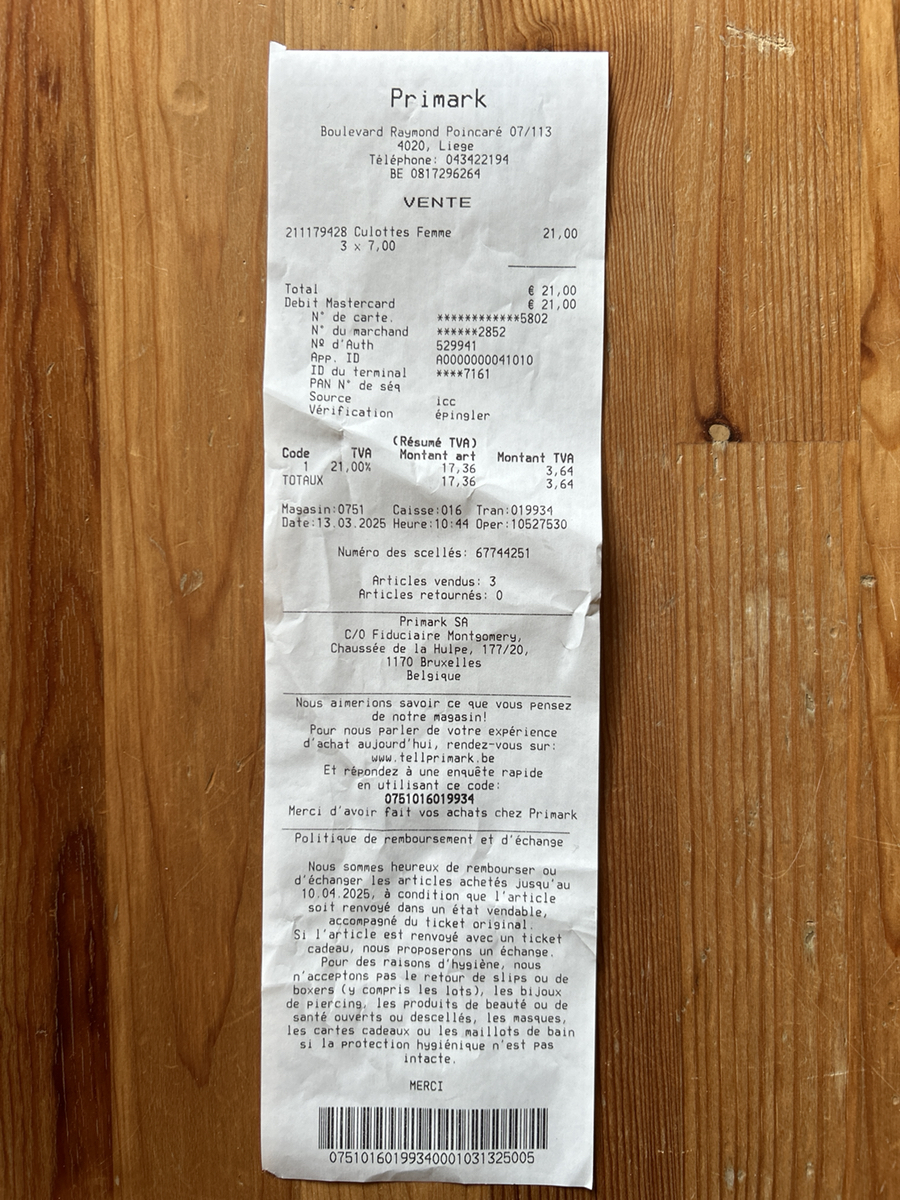 Primark
Boulevard Raymond Poincaré 07/113
4020, Liege
Téléphone: 043422194
BE 0817296264
VENTE
211179428 Culottes Femme 21,00
3 x 7,00
Total € 21,00
Debit Mastercard € 21,00
N° de carte. ************5802
N° du marchand ******2852
Nº d'Auth 529941
App. ID A0000000041010
ID du terminal ****7161
PAN N° de séq
Source icc
Vérification épingler
(Résumé TVA)
Code TVA Montant art Montant TVA
1 21,00% 17,36 3,64
TOTAUX 17,36 3,64
Magasin:0751 Caisse:016 Tran:019934
Date:13.03.2025 Heure:10:44 Oper:10527530
Numéro des scellés: 67744251
Articles vendus: 3
Articles retournés: 0
Primark SA
C/O Fiduciaire Montgomery,
Chaussée de la Hulpe, 177/20,
1170 Bruxelles
Belgique
Nous aimerions savoir ce que vous pensez
de notre magasin!
Pour nous parler de votre expérience
d'achat aujourd'hui, rendez-vous sur:
www.tellprimark.be
Et répondez à une enquête rapide
en utilisant ce code:
0751016019934
Merci d'avoir fait vos achats chez Primark
Politique de remboursement et d'échange
Nous sommes heureux de rembourser ou
d'échanger les articles achetés jusqu'au
10.04.2025, à condition que l'article
soit renvoyé dans un état vendable,
accompagné du ticket original.
Si l'article est renvoyé avec un ticket
cadeau, nous proposerons un échange.
Pour des raisons d'hygiène, nous
n'acceptons pas le retour de slips ou de
boxers (y compris les lots), les bijoux
de piercing, les produits de beauté ou de
santé ouverts ou descellés, les masques,
les cartes cadeaux ou les maillots de bain
si la protection hygiénique n'est pas
intacte.
MERCI
075101601993400010313​25005